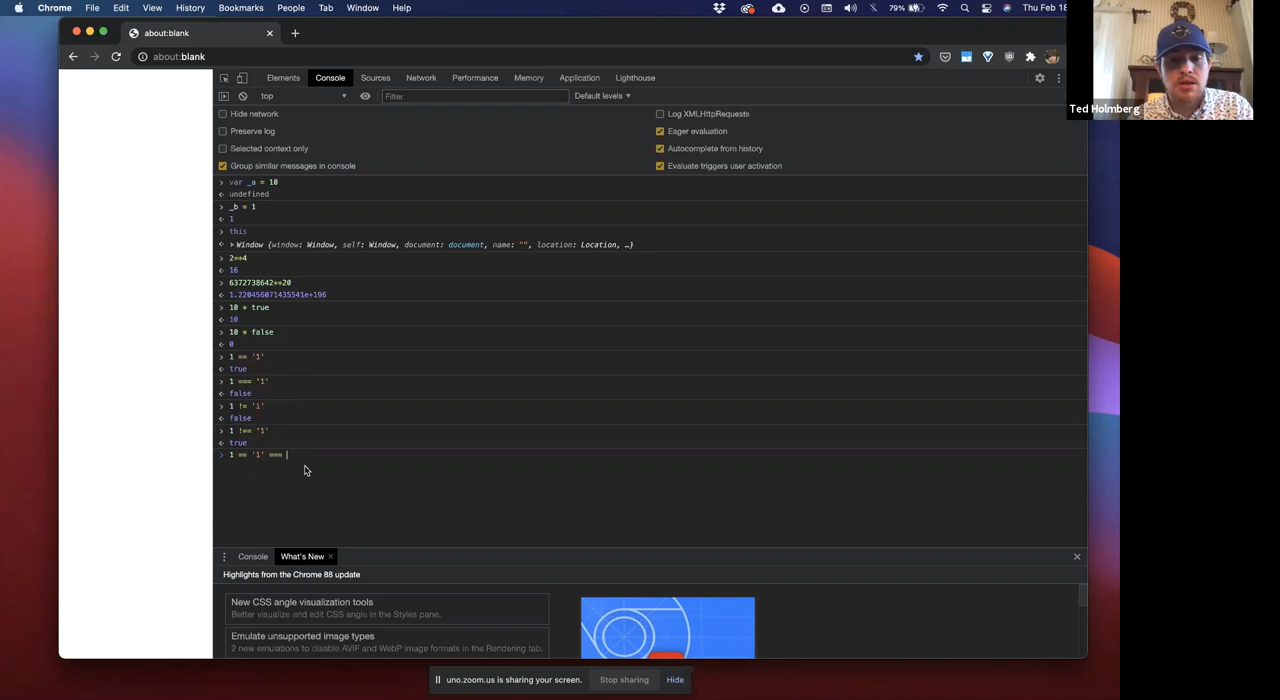 Chrome File Edit View History Bookmarks People Tab Window Help 79% Thu Feb 18
about:blank
about:blank
Elements Console Sources Network Performance Memory Application Lighthouse
top Filter Default levels
Hide network Log XMLHttpRequests
Preserve log Eager evaluation
Selected context only Autocomplete from history
Group similar messages in console Evaluate triggers user activation
Ted Holmberg
var _a = 10
undefined
_b = 1
1
this
Window {window: Window, self: Window, document: document, name: "", location: Location, …}
2**4
16
6372738642**20
1.220456071435541e+196
10 * true
10
10 * false
0
1 == '1'
true
1 === '1'
false
1 != '1'
false
1 !== '1'
true
1 == '1' ===
Console What's New
Highlights from the Chrome 88 update
New CSS angle visualization tools
Better visualize and edit CSS angle in the Styles pane.
Emulate unsupported image types
2 new emulations to disable AVIF and WebP image formats in the Rendering tab.
uno.zoom.us is sharing your screen. Stop sharing Hide